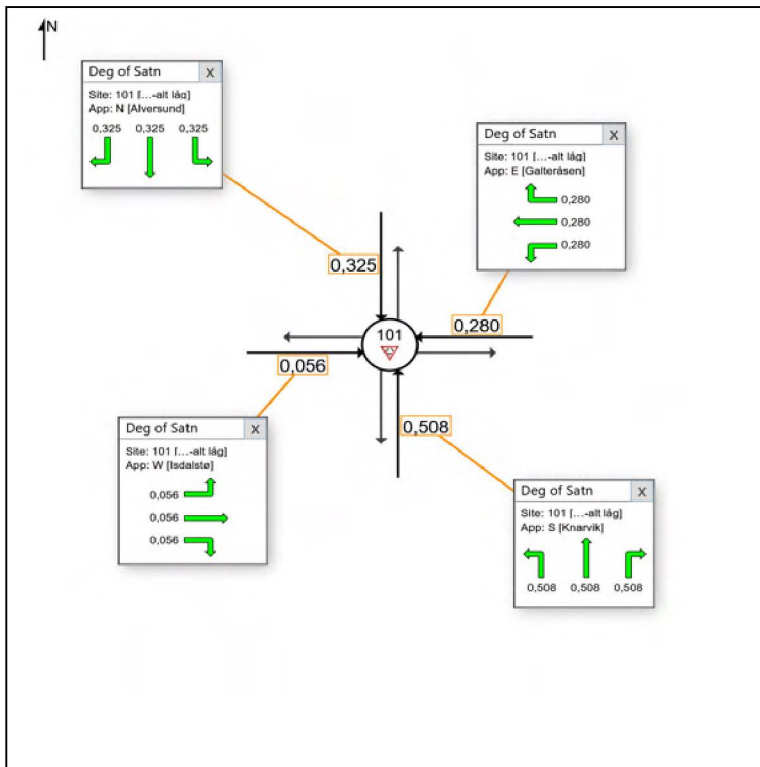 N
Deg of Satn X
Site: 101 [...-alt låg]
App: N [Alversund]
0,325 0,325 0,325
Deg of Satn X
Site: 101 [...-alt låg]
App: E [Galteråsen]
0,280
0,280
0,280
0,325
101
0,280
0,056
0,508
Deg of Satn X
Site: 101 [...-alt låg]
App: W [Isdalstø]
0,056
0,056
0,056
Deg of Satn X
Site: 101 [...-alt låg]
App: S [Knarvik]
0,508 0,508 0,508